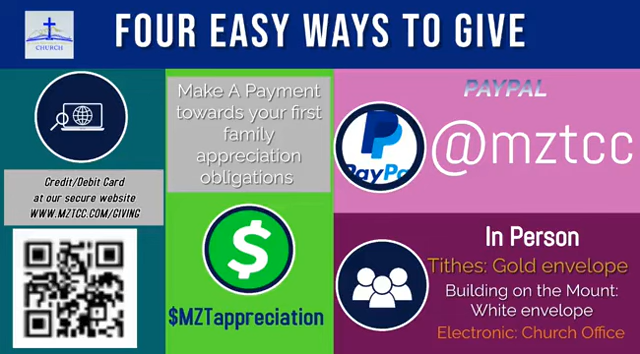 FOUR EASY WAYS TO GIVE
CHURCH
Credit/Debit Card
at our secure website
WWW.MZTCC.COM/GIVING
Make A Payment
towards your first
family
appreciation
obligations
$
$MZTappreciation
PAYPAL
PayPa
@mztcc
In Person
Tithes: Gold envelope
Building on the Mount:
White envelope
Electronic: Church Office